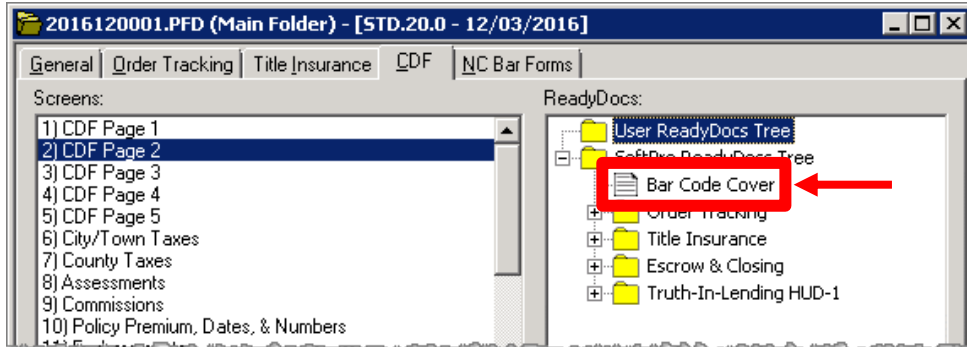 2016120001.PFD (Main Folder) - [STD.20.0 - 12/03/2016]
General Order Tracking Title Insurance CDF NC Bar Forms
Screens:
1) CDF Page 1
2) CDF Page 2
3) CDF Page 3
4) CDF Page 4
5) CDF Page 5
6) City/Town Taxes
7) County Taxes
8) Assessments
9) Commissions
10) Policy Premium, Dates, & Numbers
ReadyDocs:
User ReadyDocs Tree
SoftPro ReadyDocs Tree
Bar Code Cover
Order Tracking
Title Insurance
Escrow & Closing
Truth-In-Lending HUD-1